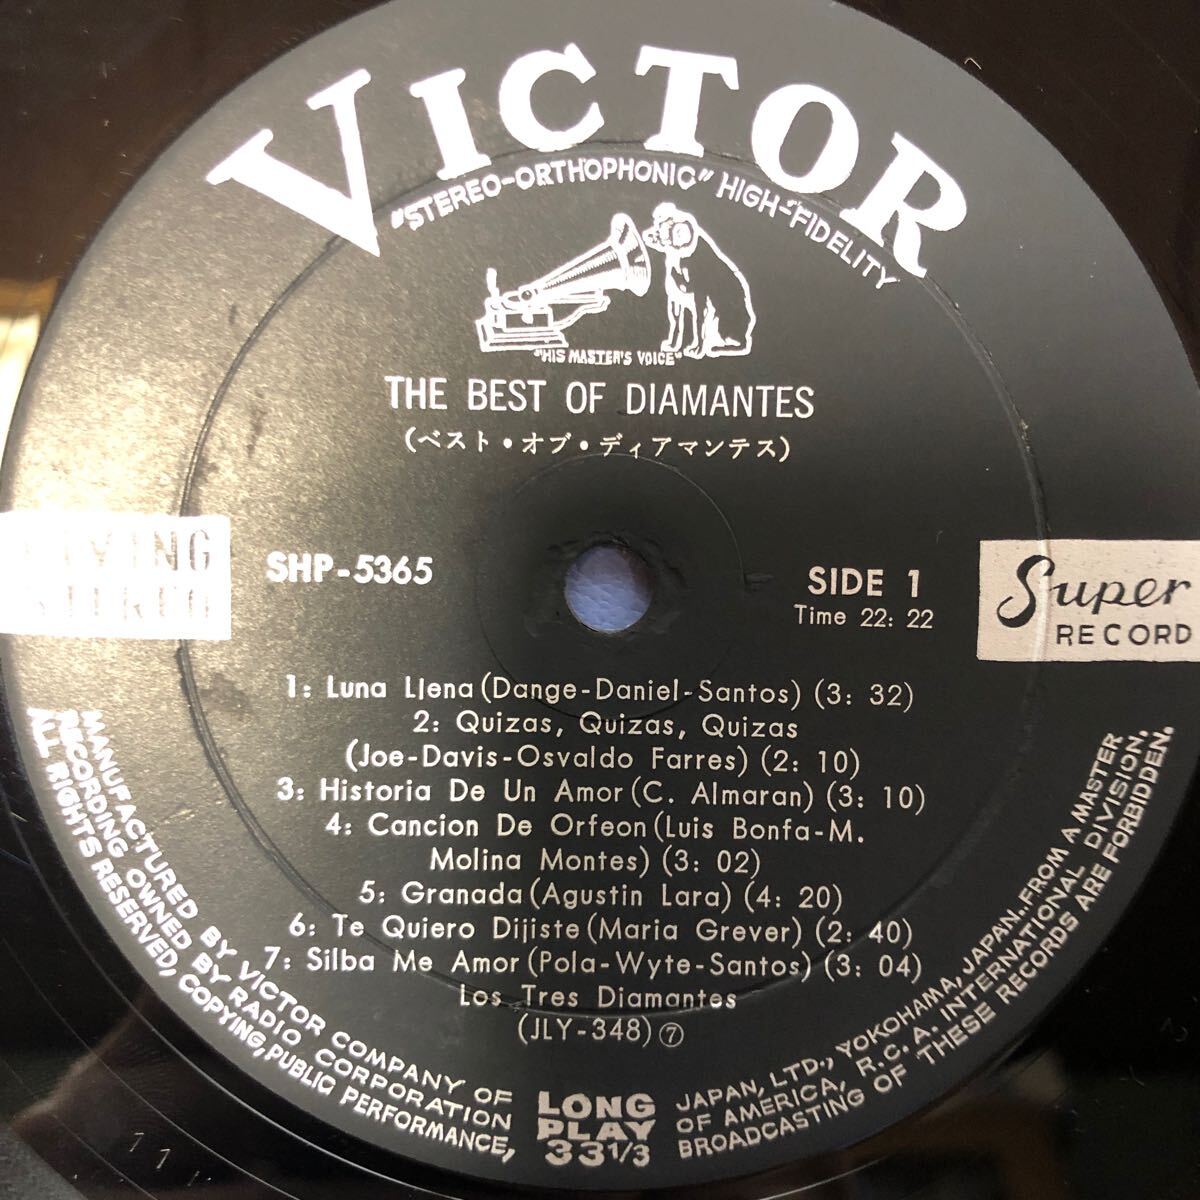 VICTOR
"STEREO-ORTHOPHONIC" HIGH-FIDELITY
"HIS MASTER'S VOICE"
THE BEST OF DIAMANTES
(ベスト・オブ・ディアマンテス)
LIVING
STEREO
SHP-5365
SIDE 1
Time 22: 22
Super
RECORD
1: Luna Llena (Dange-Daniel-Santos) (3: 32)
2: Quizas, Quizas, Quizas
(Joe-Davis-Osvaldo Farres) (2: 10)
3: Historia De Un Amor (C. Almaran) (3: 10)
4: Cancion De Orfeon (Luis Bonfa-M.
Molina Montes) (3: 02)
5: Granada (Agustin Lara) (4: 20)
6: Te Quiero Dijiste (Maria Grever) (2: 40)
7: Silba Me Amor (Pola-Wyte-Santos) (3: 04)
Los Tres Diamantes
(JLY-348) ⑦
LONG
PLAY
33 1/3
MANUFACTURED BY VICTOR COMPANY OF JAPAN, LTD., YOKOHAMA, JAPAN. FROM A MASTER
RECORDING OWNED BY RADIO CORPORATION OF AMERICA, R.C.A. INTERNATIONAL DIVISION.
ALL RIGHTS RESERVED, COPYING, PUBLIC PERFORMANCE, BROADCASTING OF THESE RECORDS ARE FORBIDDEN.